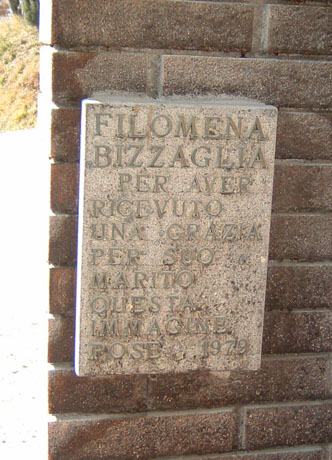 FILOMENA
BIZZAGLIA
PER AVER
RICEVUTO
UNA GRAZIA
PER SUO
MARITO
QUESTA
IMMAGINE
POSE 1979